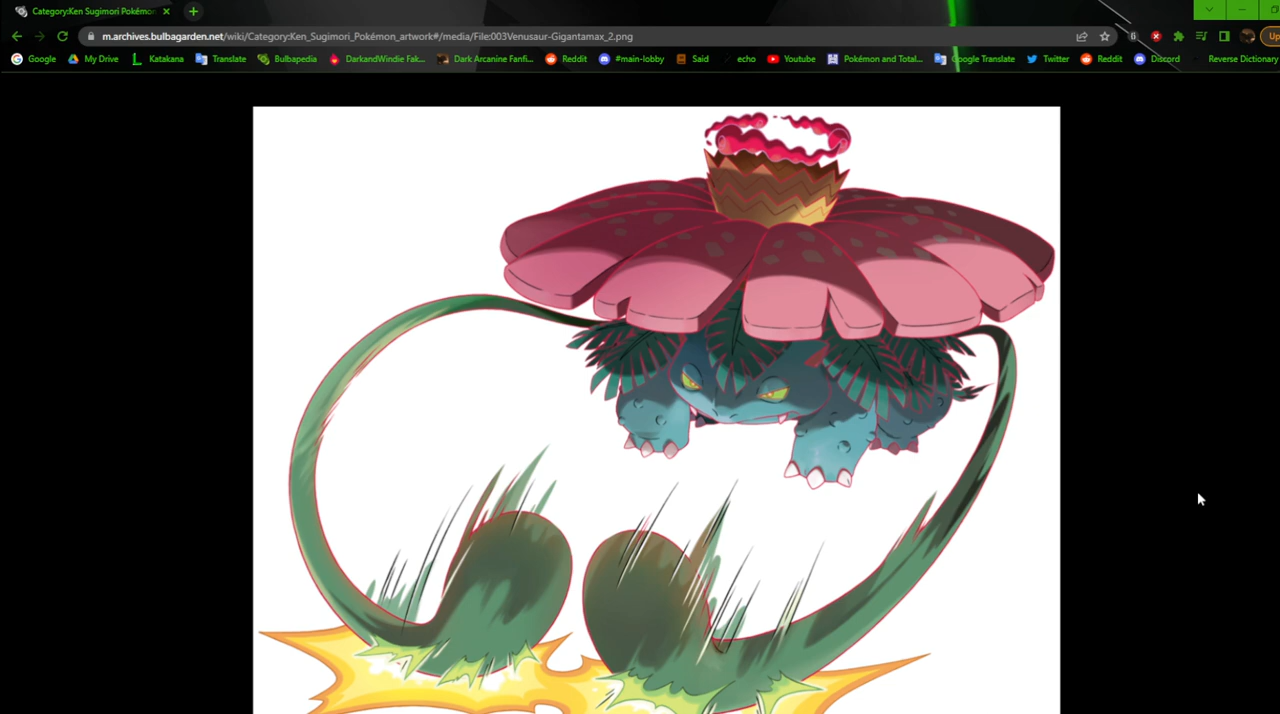 Category:Ken Sugimori Pokémon
m.archives.bulbagarden.net/wiki/Category:Ken_Sugimori_Pokémon_artwork#/media/File:003Venusaur-Gigantamax_2.png
Up
Google My Drive Katakana Translate Bulbapedia DarkandWindie Fak... Dark Arcanine Fanfi... Reddit #main-lobby Said echo Youtube Pokémon and Total... Google Translate Twitter Reddit Discord Reverse Dictionary